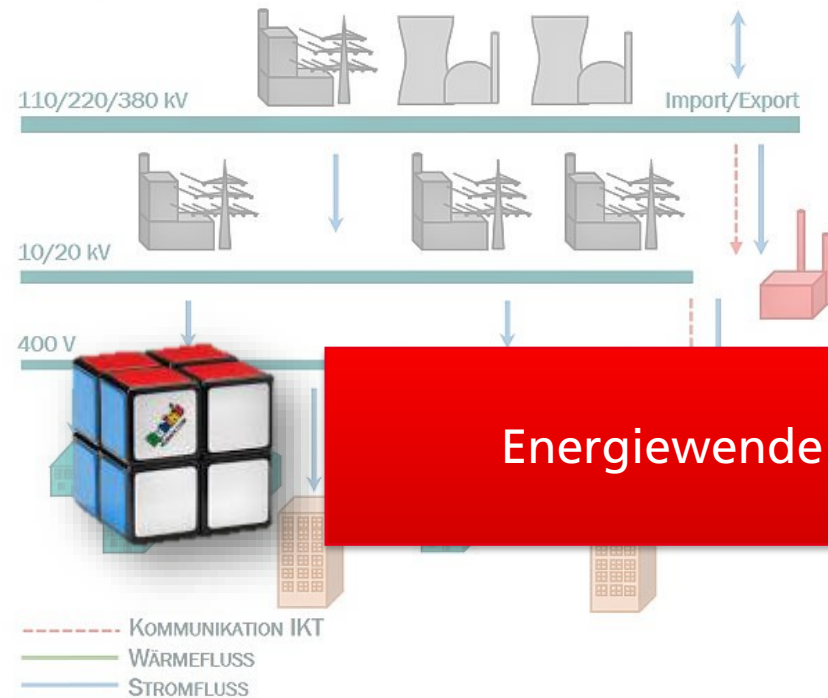 110/220/380 kV
Import/Export
10/20 kV
400 V
Energiewende
KOMMUNIKATION IKT
WÄRMEFLUSS
STROMFLUSS